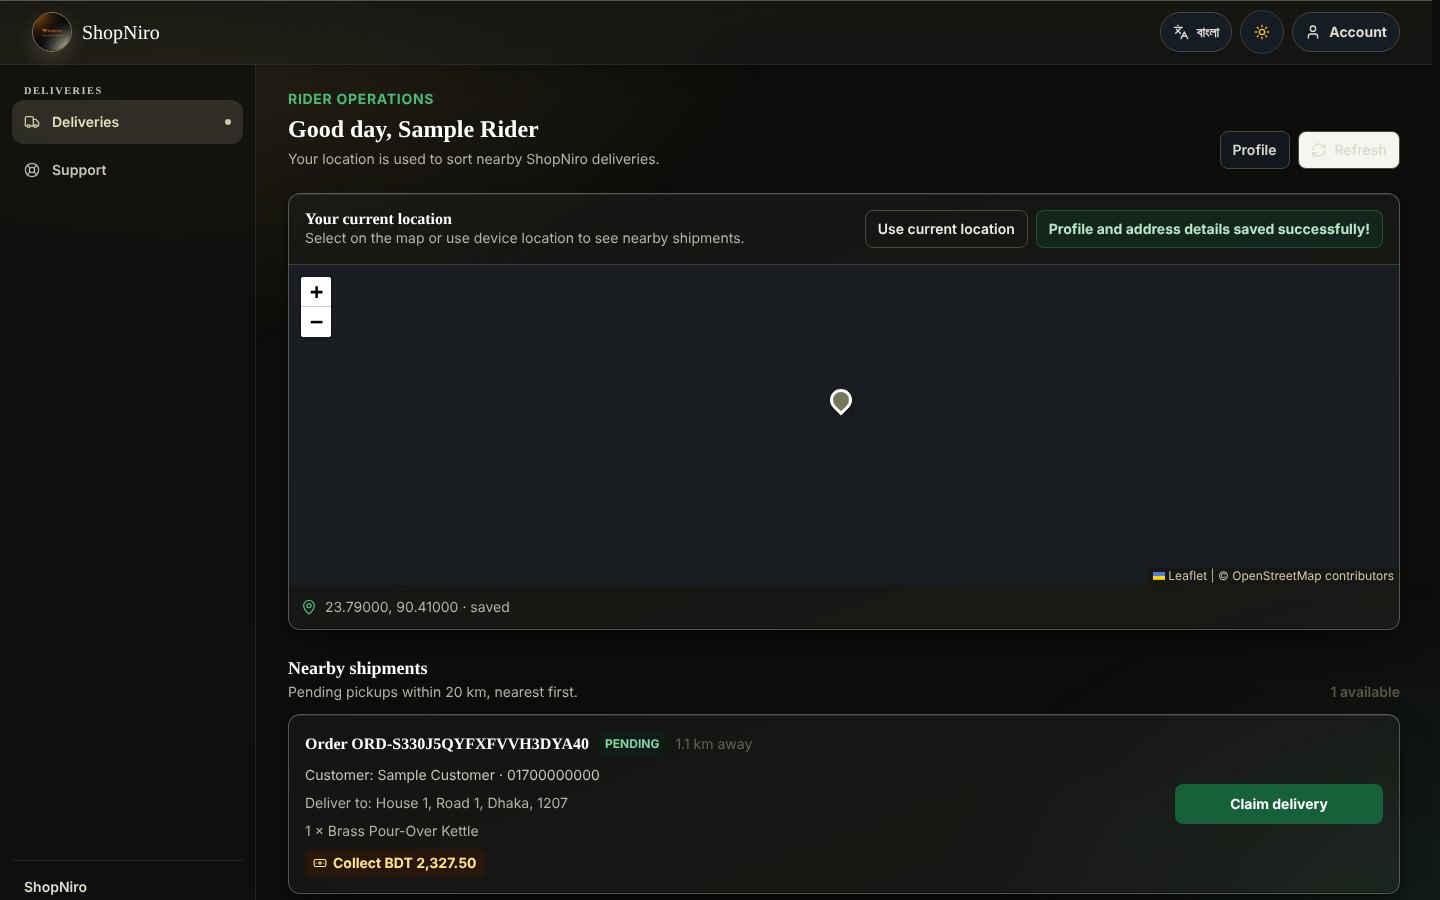 ShopNiro
বাংলা
Account
DELIVERIES
Deliveries
Support
RIDER OPERATIONS
Good day, Sample Rider
Your location is used to sort nearby ShopNiro deliveries.
Profile
Refresh
Your current location
Select on the map or use device location to see nearby shipments.
Use current location
Profile and address details saved successfully!
+
−
Leaflet | © OpenStreetMap contributors
23.79000, 90.41000 · saved
Nearby shipments
Pending pickups within 20 km, nearest first.
1 available
Order ORD-S330J5QYFXFVVH3DYA40 PENDING 1.1 km away
Customer: Sample Customer · 01700000000
Deliver to: House 1, Road 1, Dhaka, 1207
1 × Brass Pour-Over Kettle
Collect BDT 2,327.50
Claim delivery
ShopNiro